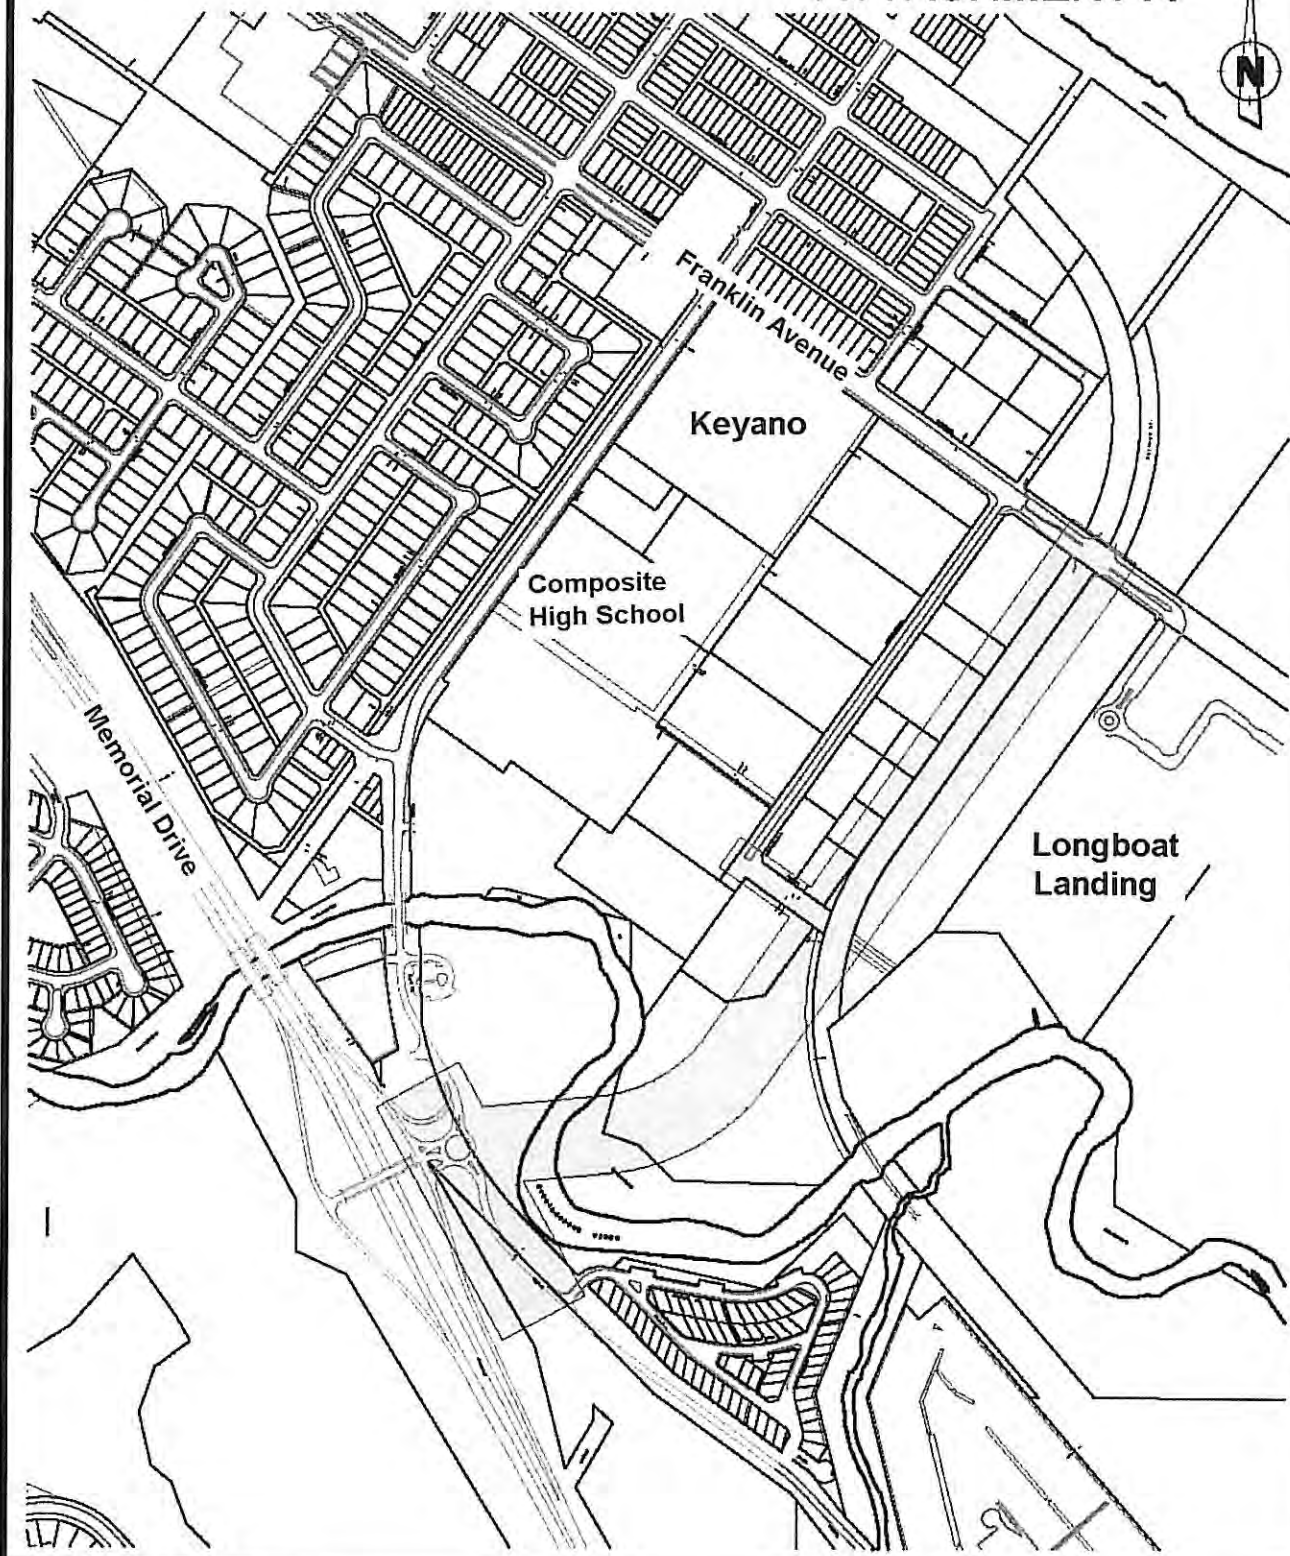 N
Franklin Avenue
Keyano
Composite
High School
Memorial Drive
Longboat
Landing